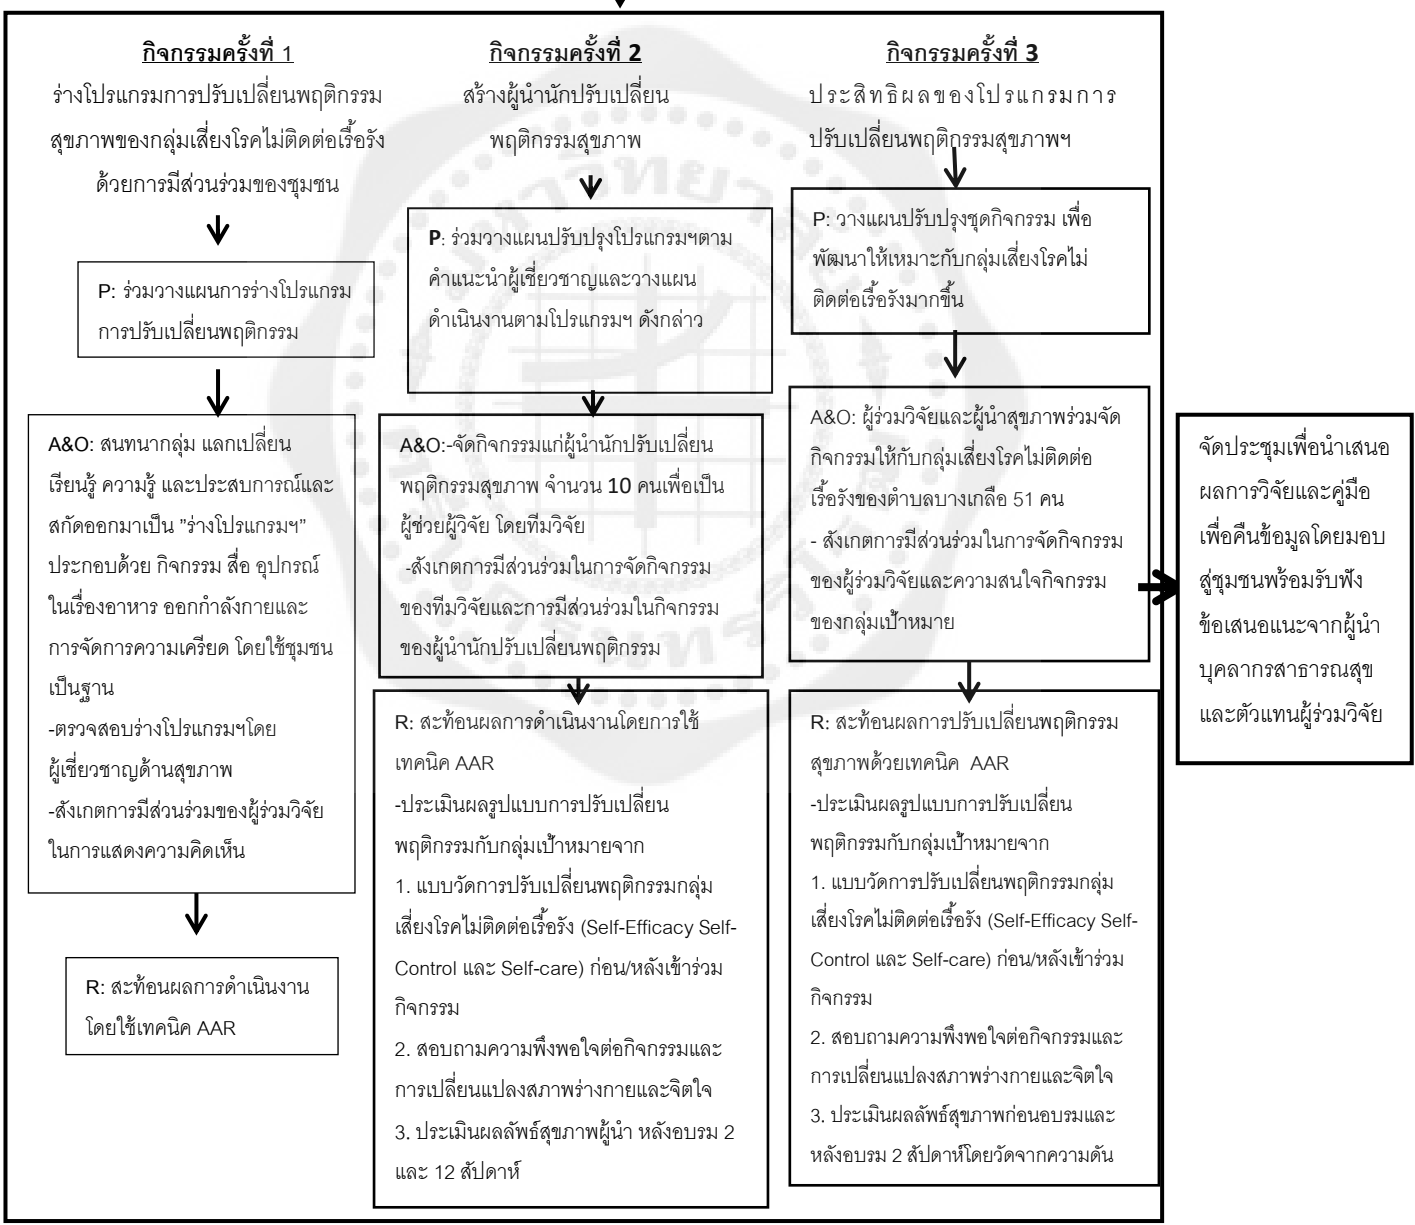 กิจกรรมครั้งที่ 1
ร่างโปรแกรมการปรับเปลี่ยนพฤติกรรม
สุขภาพของกลุ่มเสี่ยงโรคไม่ติดต่อเรื้อรัง
ด้วยการมีส่วนร่วมของชุมชน
P: ร่วมวางแผนการร่างโปรแกรม
การปรับเปลี่ยนพฤติกรรม
A&O: สนทนากลุ่ม แลกเปลี่ยน
เรียนรู้ ความรู้ และประสบการณ์และ
สกัดออกมาเป็น ”ร่างโปรแกรมฯ”
ประกอบด้วย กิจกรรม สื่อ อุปกรณ์
ในเรื่องอาหาร ออกกำลังกายและ
การจัดการความเครียด โดยใช้ชุมชน
เป็นฐาน
-ตรวจสอบร่างโปรแกรมฯโดย
ผู้เชี่ยวชาญด้านสุขภาพ
-สังเกตการมีส่วนร่วมของผู้ร่วมวิจัย
ในการแสดงความคิดเห็น
R: สะท้อนผลการดำเนินงาน
โดยใช้เทคนิค AAR
กิจกรรมครั้งที่ 2
สร้างผู้นำนักปรับเปลี่ยน
พฤติกรรมสุขภาพ
P: ร่วมวางแผนปรับปรุงโปรแกรมฯตาม
คำแนะนำผู้เชี่ยวชาญและวางแผน
ดำเนินงานตามโปรแกรมฯ ดังกล่าว
A&O:-จัดกิจกรรมแก่ผู้นำนักปรับเปลี่ยน
พฤติกรรมสุขภาพ จำนวน 10 คนเพื่อเป็น
ผู้ช่วยผู้วิจัย โดยทีมวิจัย
-สังเกตการมีส่วนร่วมในการจัดกิจกรรม
ของทีมวิจัยและการมีส่วนร่วมในกิจกรรม
ของผู้นำนักปรับเปลี่ยนพฤติกรรม
R: สะท้อนผลการดำเนินงานโดยการใช้
เทคนิค AAR
-ประเมินผลรูปแบบการปรับเปลี่ยน
พฤติกรรมกับกลุ่มเป้าหมายจาก
1. แบบวัดการปรับเปลี่ยนพฤติกรรมกลุ่ม
เสี่ยงโรคไม่ติดต่อเรื้อรัง (Self-Efficacy Self-
Control และ Self-care) ก่อน/หลังเข้าร่วม
กิจกรรม
2. สอบถามความพึงพอใจต่อกิจกรรมและ
การเปลี่ยนแปลงสภาพร่างกายและจิตใจ
3. ประเมินผลลัพธ์สุขภาพผู้นำ หลังอบรม 2
และ 12 สัปดาห์
กิจกรรมครั้งที่ 3
ประสิทธิผลของโปรแกรมการ
ปรับเปลี่ยนพฤติกรรมสุขภาพฯ
P: วางแผนปรับปรุงชุดกิจกรรม เพื่อ
พัฒนาให้เหมาะกับกลุ่มเสี่ยงโรคไม่
ติดต่อเรื้อรังมากขึ้น
A&O: ผู้ร่วมวิจัยและผู้นำสุขภาพร่วมจัด
กิจกรรมให้กับกลุ่มเสี่ยงโรคไม่ติดต่อ
เรื้อรังของตำบลบางเกลือ 51 คน
- สังเกตการมีส่วนร่วมในการจัดกิจกรรม
ของผู้ร่วมวิจัยและความสนใจกิจกรรม
ของกลุ่มเป้าหมาย
R: สะท้อนผลการปรับเปลี่ยนพฤติกรรม
สุขภาพด้วยเทคนิค AAR
-ประเมินผลรูปแบบการปรับเปลี่ยน
พฤติกรรมกับกลุ่มเป้าหมายจาก
1. แบบวัดการปรับเปลี่ยนพฤติกรรมกลุ่ม
เสี่ยงโรคไม่ติดต่อเรื้อรัง (Self-Efficacy Self-
Control และ Self-care) ก่อน/หลังเข้าร่วม
กิจกรรม
2. สอบถามความพึงพอใจต่อกิจกรรมและ
การเปลี่ยนแปลงสภาพร่างกายและจิตใจ
3. ประเมินผลลัพธ์สุขภาพก่อนอบรมและ
หลังอบรม 2 สัปดาห์โดยวัดจากความดัน
จัดประชุมเพื่อนำเสนอ
ผลการวิจัยและคู่มือ
เพื่อคืนข้อมูลโดยมอบ
สู่ชุมชนพร้อมรับฟัง
ข้อเสนอแนะจากผู้นำ
บุคลากรสาธารณสุข
และตัวแทนผู้ร่วมวิจัย